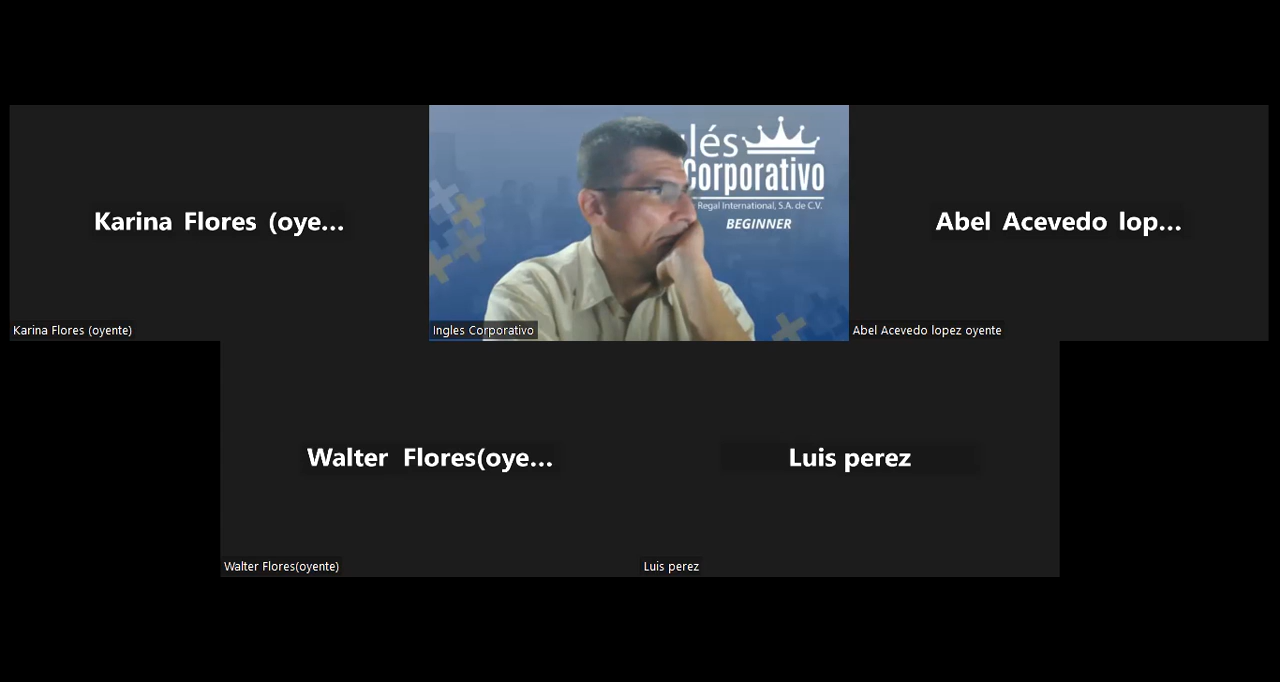 Karina Flores (oye...
Karina Flores (oyente)
lés
Corporativo
Regal International, S.A. de C.V.
BEGINNER
Ingles Corporativo
Abel Acevedo lop...
Abel Acevedo lopez oyente
Walter Flores(oye...
Walter Flores(oyente)
Luis perez
Luis perez